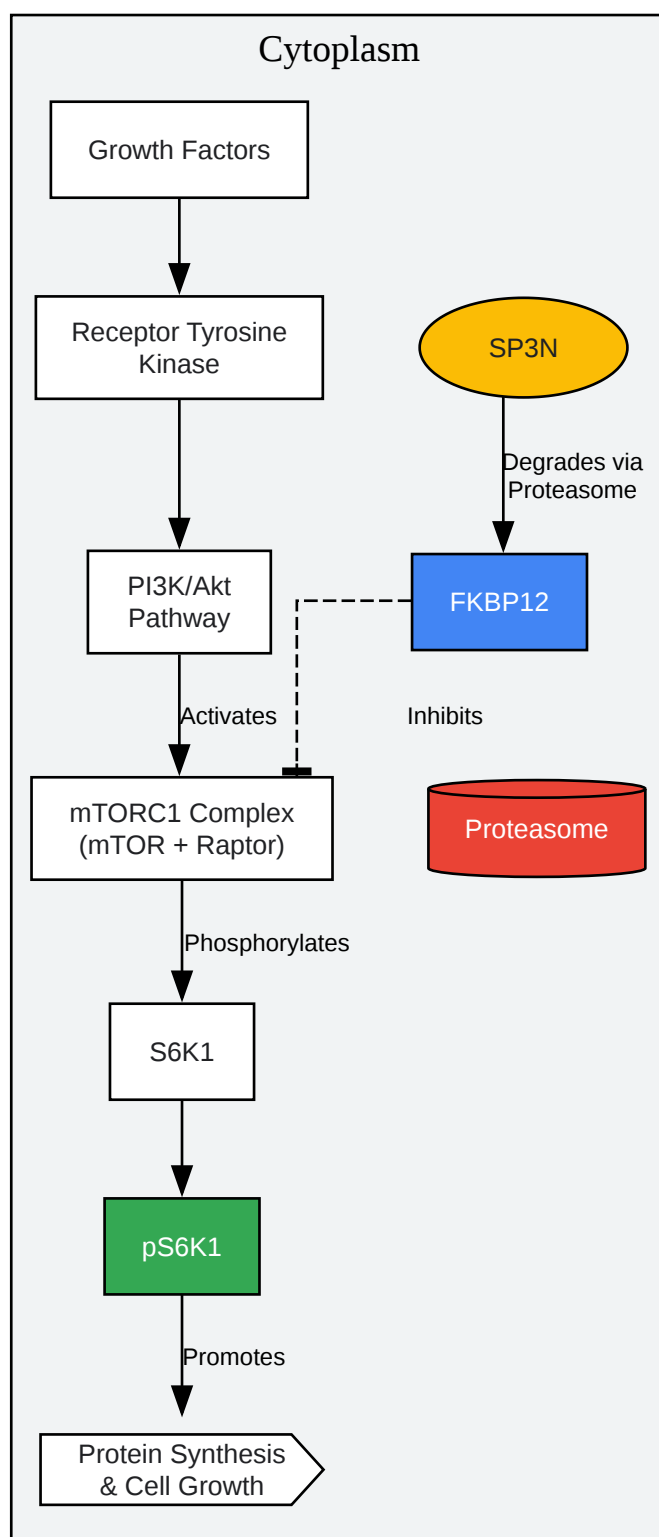 Cytoplasm
Growth Factors
Receptor Tyrosine
Kinase
SP3N
Degrades via
Proteasome
PI3K/Akt
Pathway
FKBP12
Activates
Inhibits
mTORC1 Complex
(mTOR + Raptor)
Proteasome
Phosphorylates
S6K1
pS6K1
Promotes
Protein Synthesis
& Cell Growth